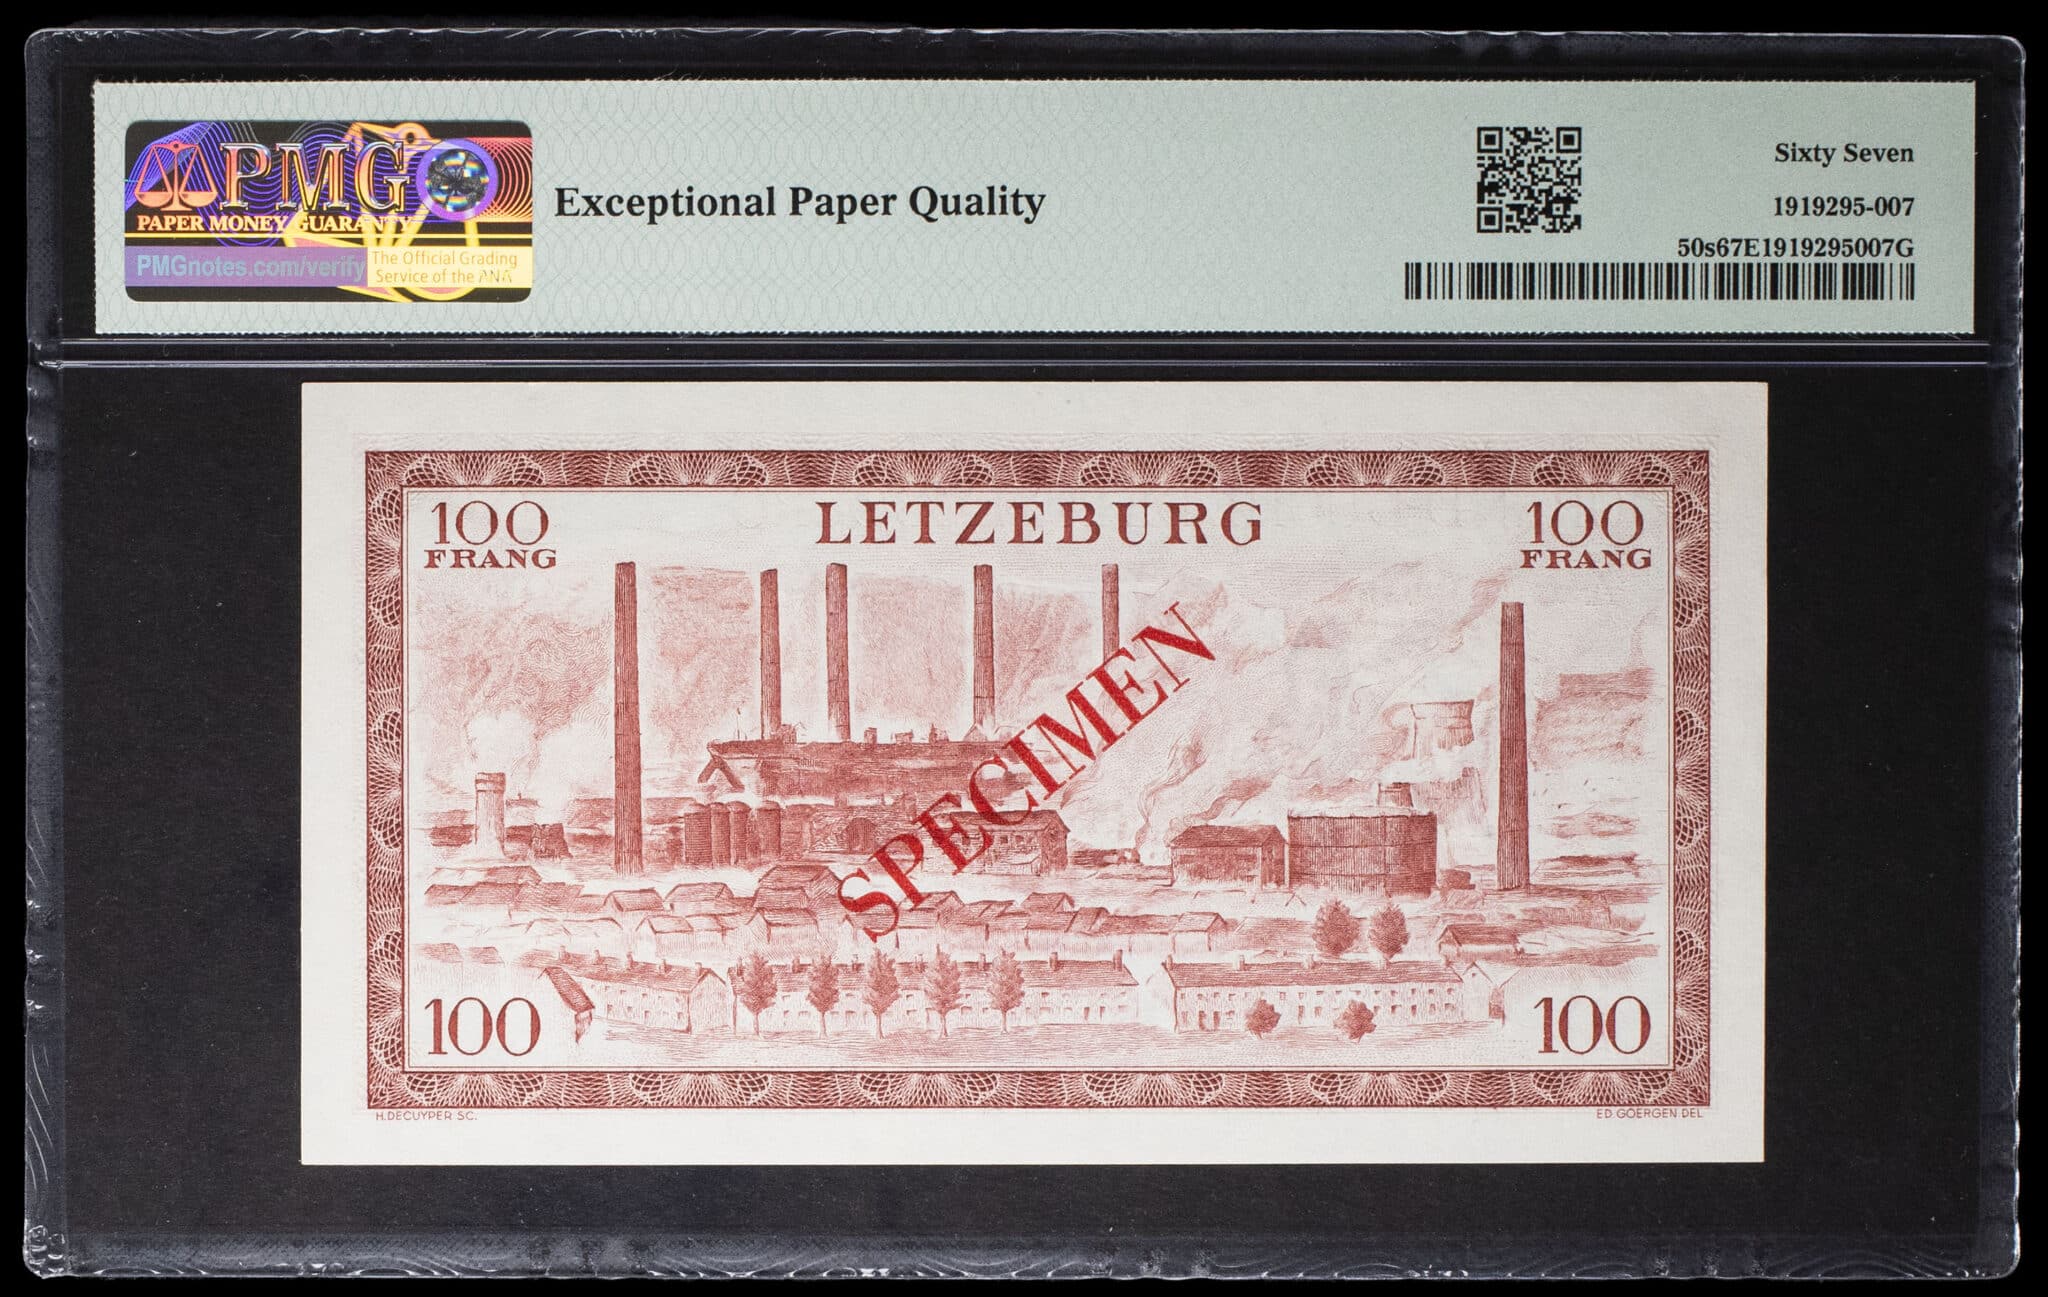 PMG
PAPER MONEY GUARANTY
PMGnotes.com/verify
The Official Grading
Service of the ANA
Exceptional Paper Quality
Sixty Seven
1919295-007
50s67E1919295007G
100
FRANG
LETZEBURG
100
FRANG
SPECIMEN
100
100
H.DECUYPER SC.
ED GOERGEN DEL